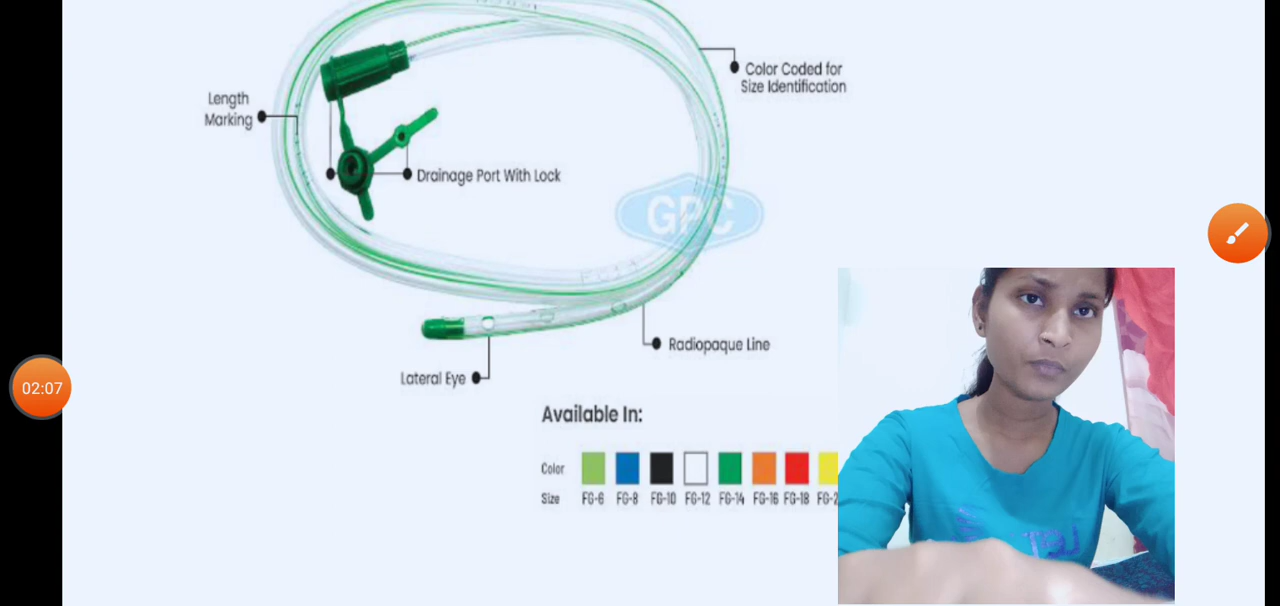 Color Coded for
Size Identification
Length
Marking
Drainage Port With Lock
GPC
Radiopaque Line
Lateral Eye
02:07
Available In:
Color
Size FG-6 FG-8 FG-10 FG-12 FG-14 FG-16 FG-18